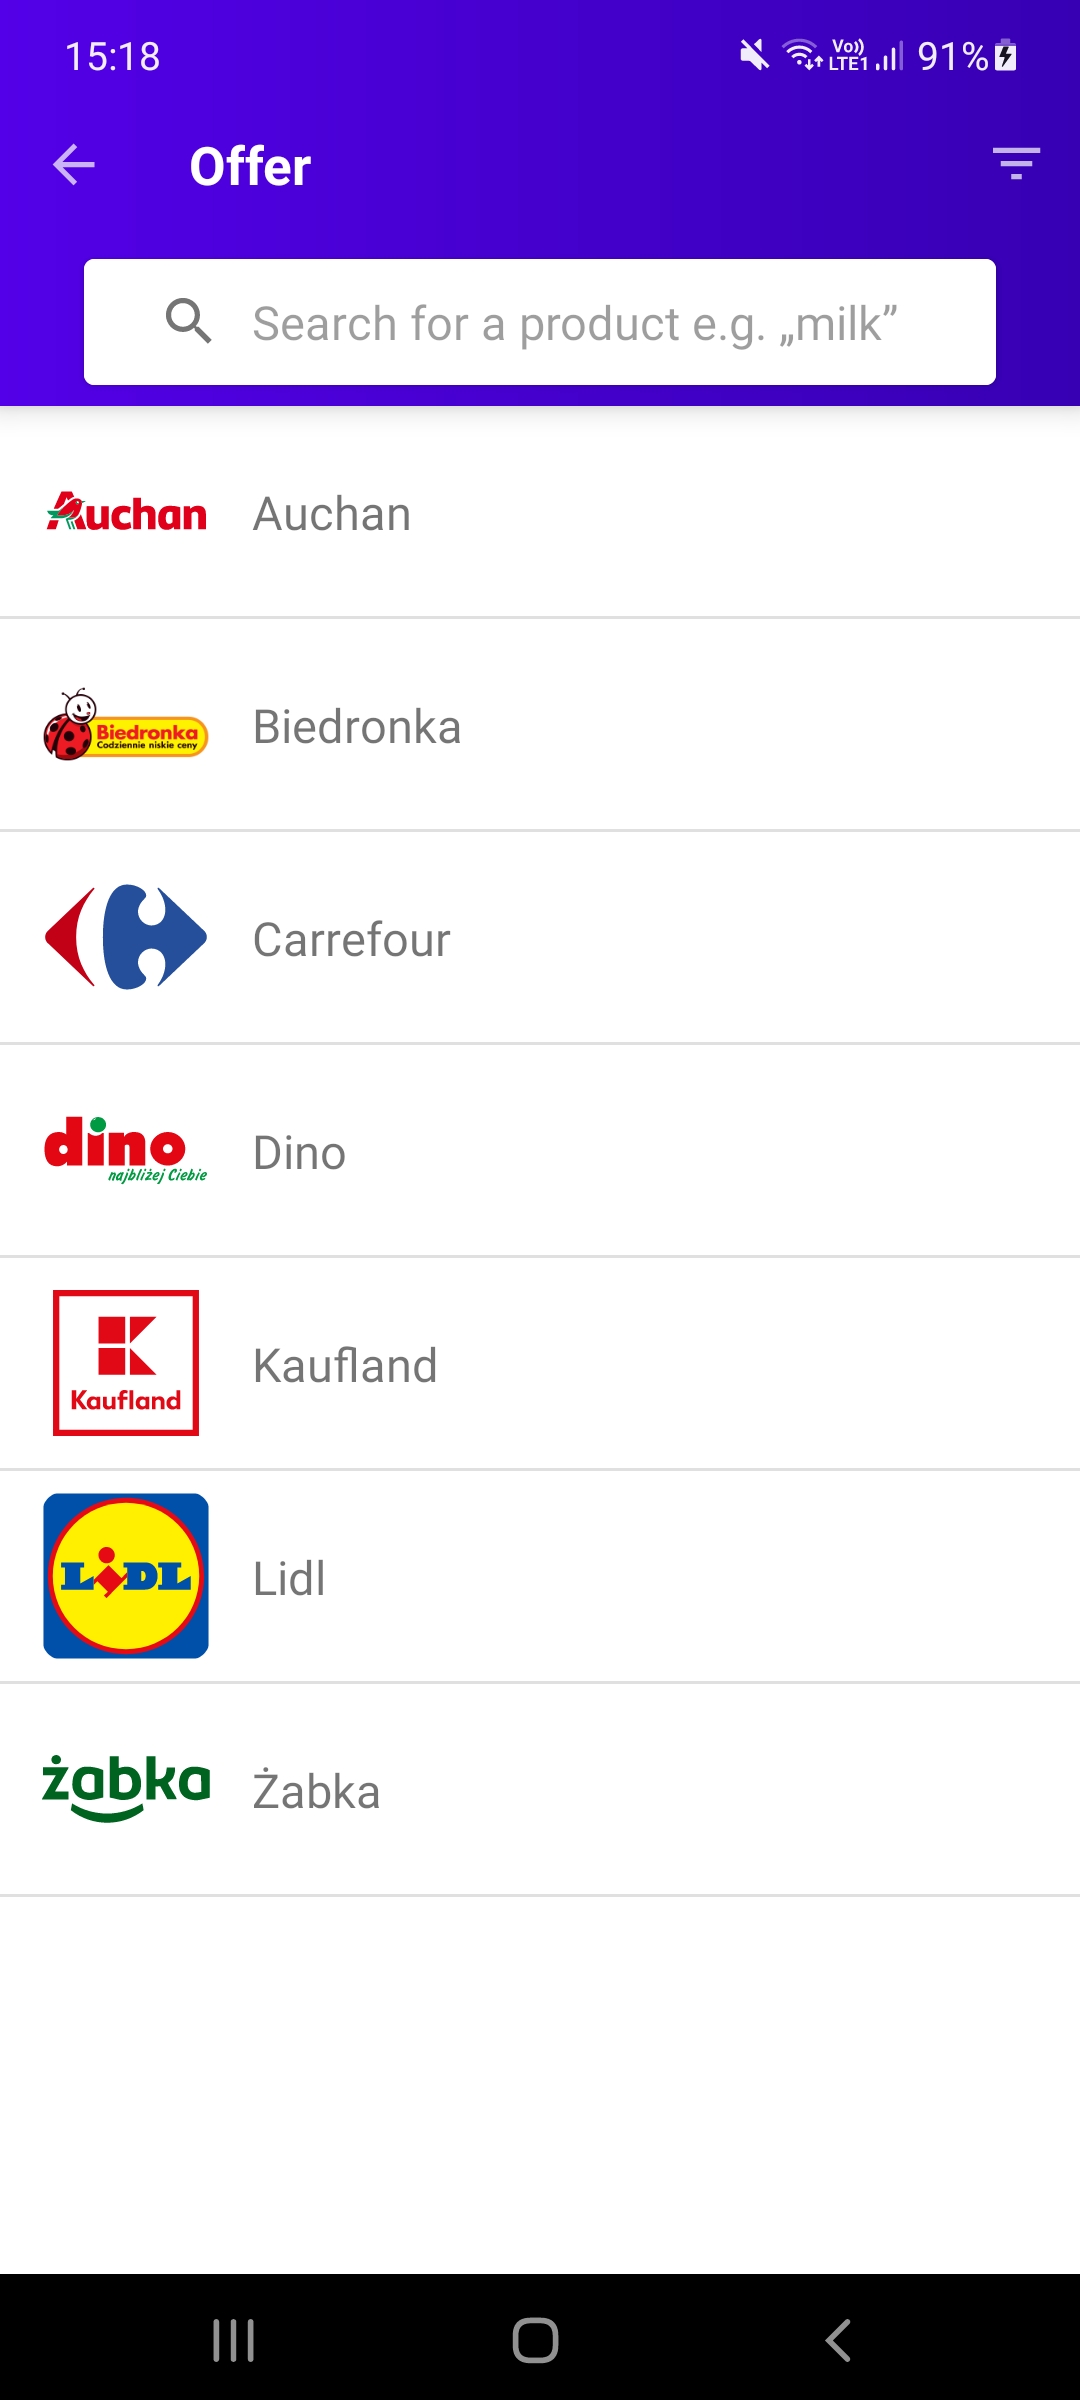 15:18
Vo)) LTE1 91%
Offer
Search for a product e.g. „milk”
Auchan Auchan
Biedronka
Codziennie niskie ceny
Biedronka
Carrefour
dino
najbliżej Ciebie
Dino
Kaufland
Kaufland
LiDL Lidl
żabka Żabka